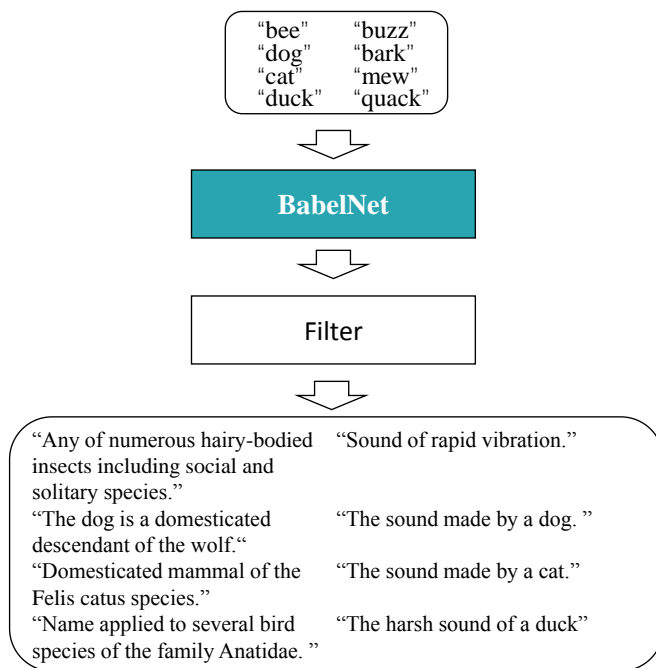 “bee” “buzz”
“dog” “bark”
“cat” “mew”
“duck” “quack”
BabelNet
Filter
“Any of numerous hairy-bodied “Sound of rapid vibration.”
insects including social and
solitary species.”
“The dog is a domesticated “The sound made by a dog. ”
descendant of the wolf.“
“Domesticated mammal of the “The sound made by a cat.”
Felis catus species.”
“Name applied to several bird “The harsh sound of a duck”
species of the family Anatidae. ”